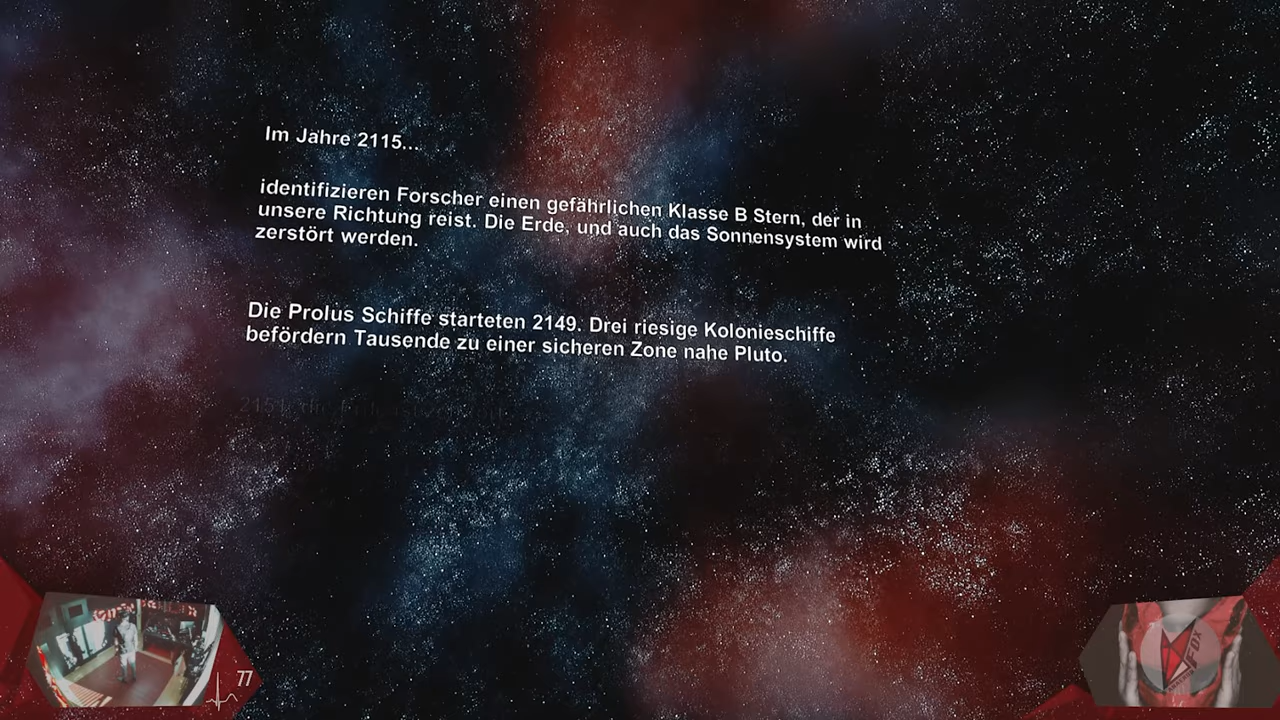 Im Jahre 2115...
identifizieren Forscher einen gefährlichen Klasse B Stern, der in
unsere Richtung reist. Die Erde, und auch das Sonnensystem wird
zerstört werden.
Die Prolus Schiffe starteten 2149. Drei riesige Kolonieschiffe
befördern Tausende zu einer sicheren Zone nahe Pluto.
77
FOX